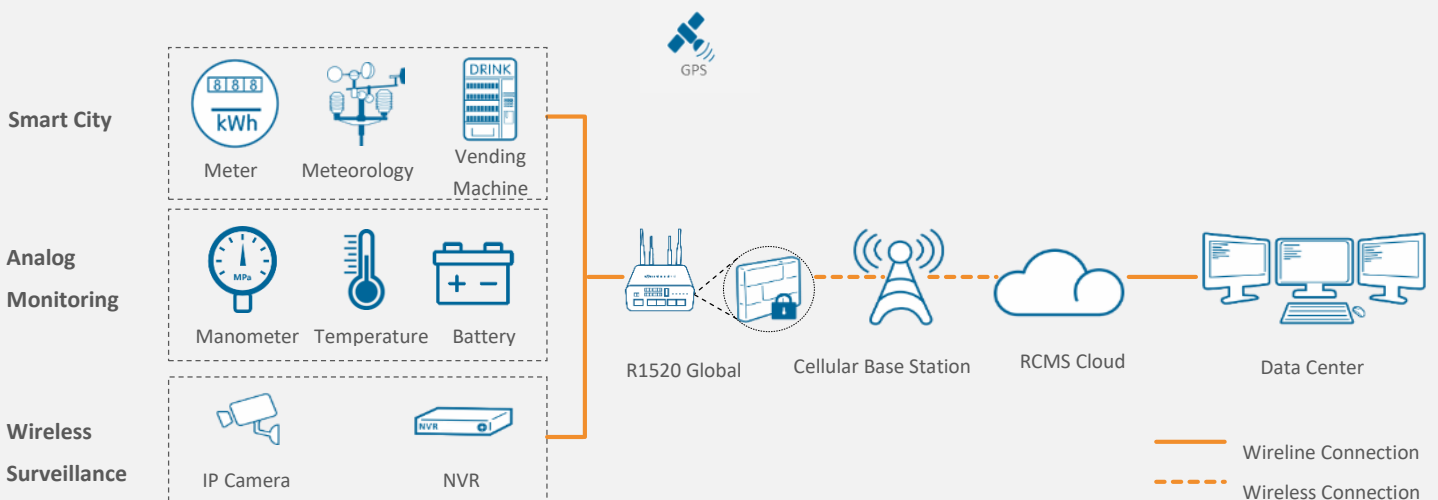 GPS
Smart City
888
kWh
Meter
Meteorology
DRINK
Vending
Machine
Analog
Monitoring
MPa
Manometer
Temperature
Battery
R1520 Global
Cellular Base Station
RCMS Cloud
Data Center
Wireless
Surveillance
IP Camera
NVR
NVR
Wireline Connection
Wireless Connection